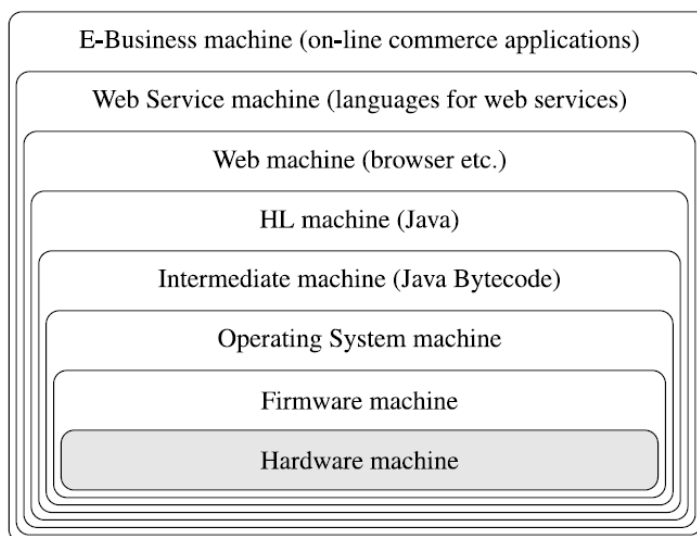 E-Business machine (on-line commerce applications)
Web Service machine (languages for web services)
Web machine (browser etc.)
HL machine (Java)
Intermediate machine (Java Bytecode)
Operating System machine
Firmware machine
Hardware machine